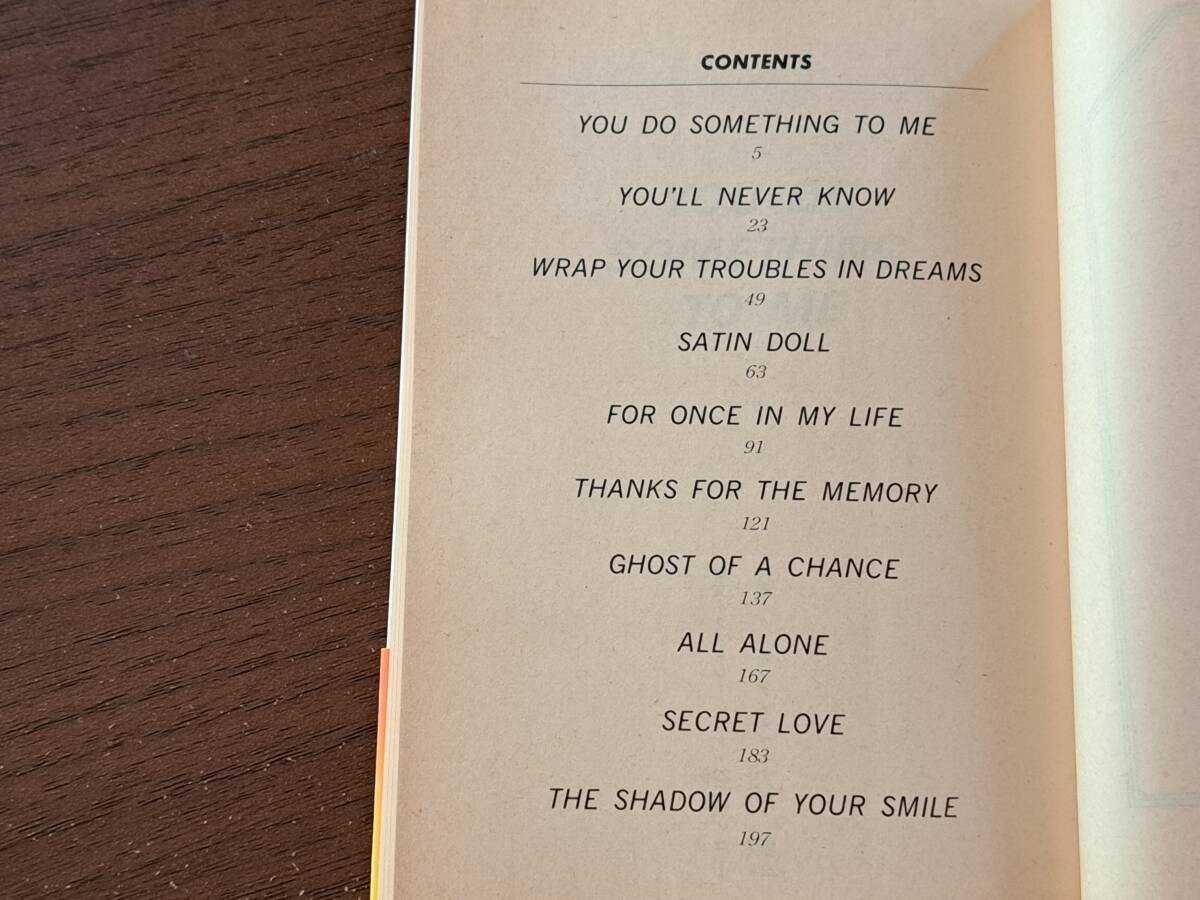 CONTENTS
YOU DO SOMETHING TO ME
5
YOU'LL NEVER KNOW
23
WRAP YOUR TROUBLES IN DREAMS
49
SATIN DOLL
63
FOR ONCE IN MY LIFE
91
THANKS FOR THE MEMORY
121
GHOST OF A CHANCE
137
ALL ALONE
167
SECRET LOVE
183
THE SHADOW OF YOUR SMILE
197